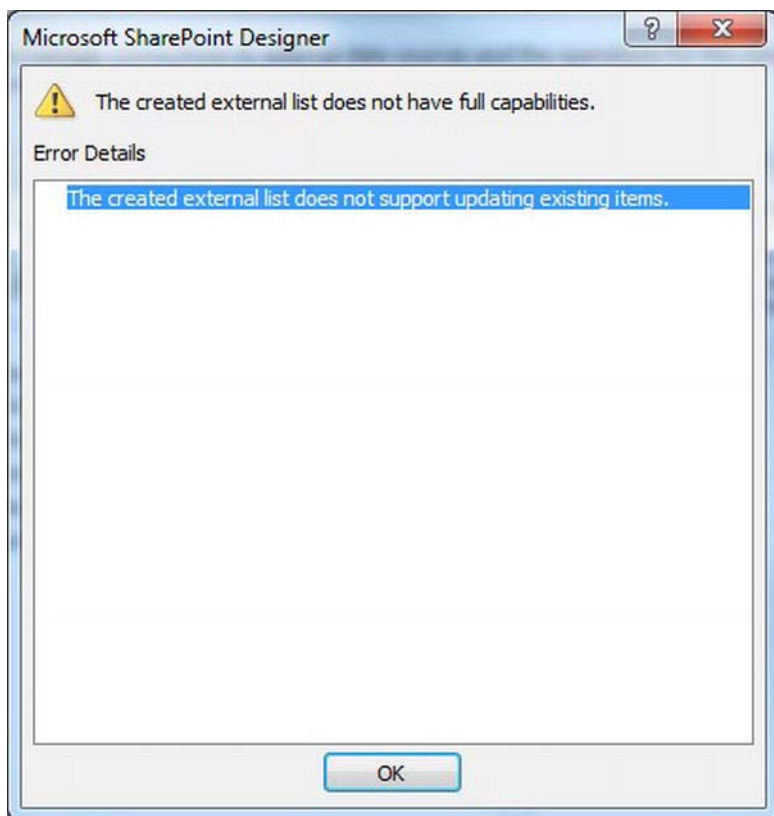 Microsoft SharePoint Designer
The created external list does not have full capabilities.
Error Details
The created external list does not support updating existing items.
OK